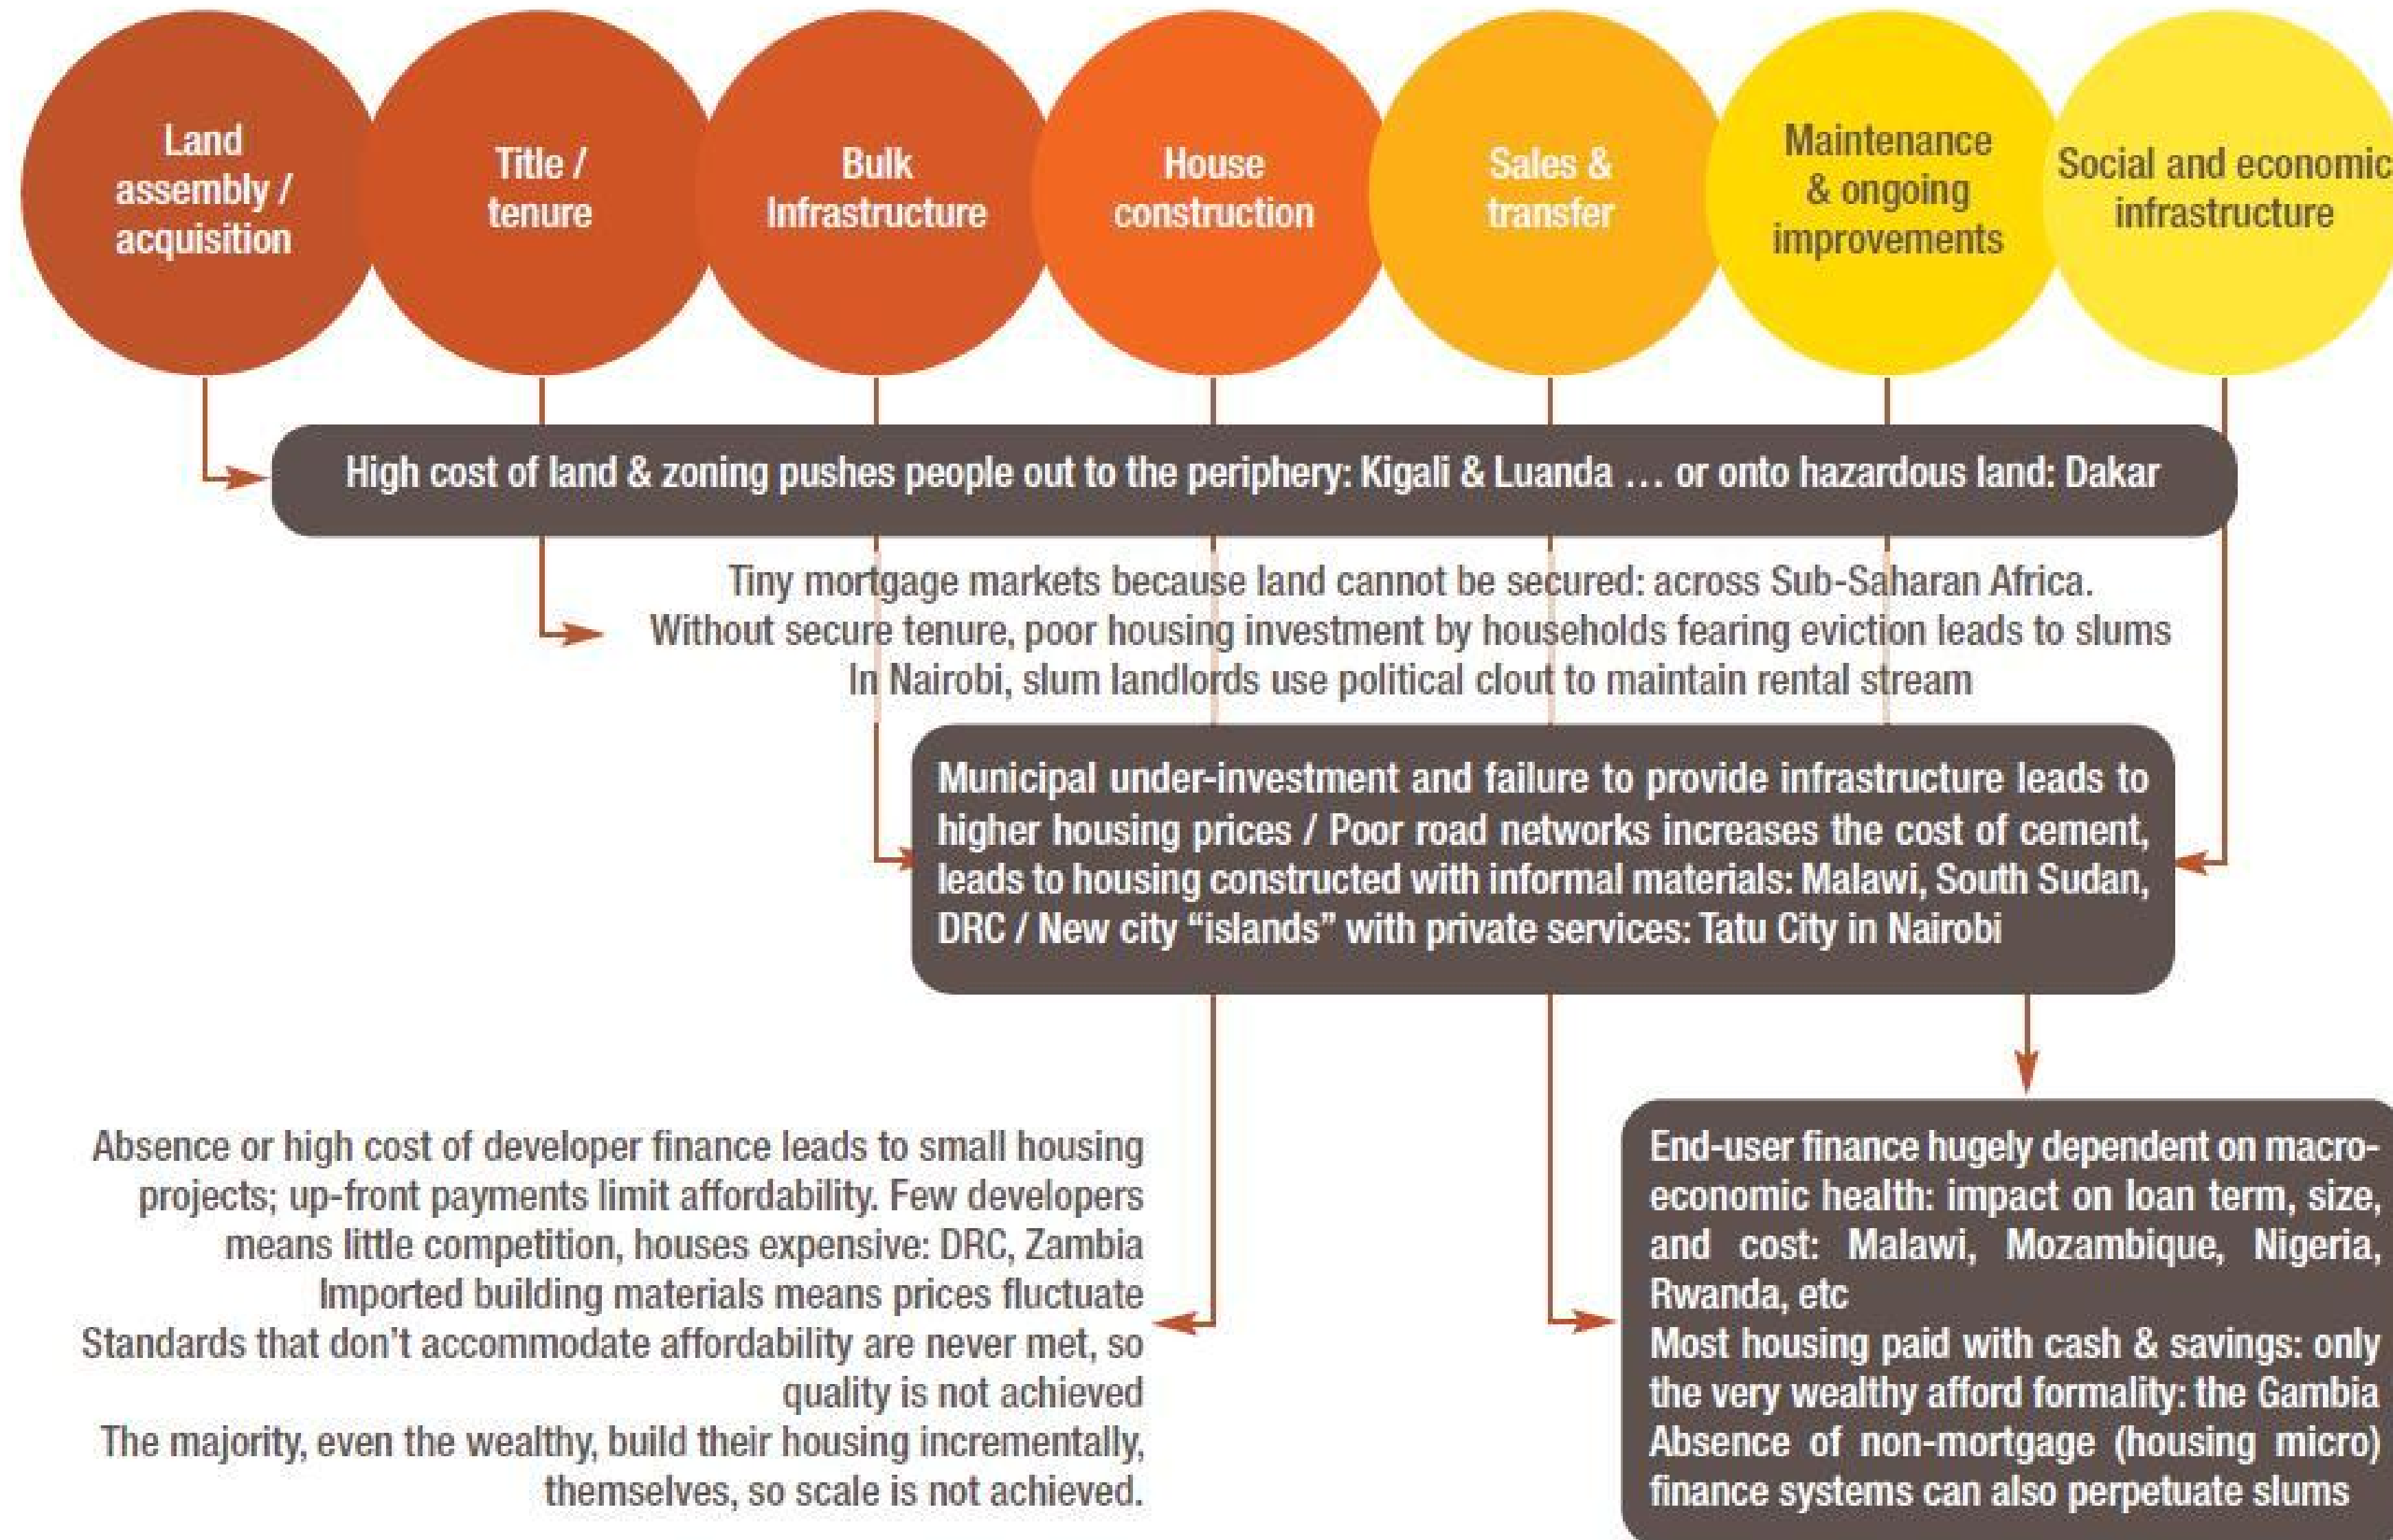 Land
assembly /
acquisition
Title /
tenure
Bulk
Infrastructure
House
construction
Sales &
transfer
Maintenance
& ongoing
improvements
Social and economic
infrastructure
High cost of land & zoning pushes people out to the periphery: Kigali & Luanda … or onto hazardous land: Dakar
Tiny mortgage markets because land cannot be secured: across Sub-Saharan Africa.
Without secure tenure, poor housing investment by households fearing eviction leads to slums
In Nairobi, slum landlords use political clout to maintain rental stream
Municipal under-investment and failure to provide infrastructure leads to
higher housing prices / Poor road networks increases the cost of cement,
leads to housing constructed with informal materials: Malawi, South Sudan,
DRC / New city “islands” with private services: Tatu City in Nairobi
Absence or high cost of developer finance leads to small housing
projects; up-front payments limit affordability. Few developers
means little competition, houses expensive: DRC, Zambia
Imported building materials means prices fluctuate
Standards that don’t accommodate affordability are never met, so
quality is not achieved
The majority, even the wealthy, build their housing incrementally,
themselves, so scale is not achieved.
End-user finance hugely dependent on macro-
economic health: impact on loan term, size,
and cost: Malawi, Mozambique, Nigeria,
Rwanda, etc
Most housing paid with cash & savings: only
the very wealthy afford formality: the Gambia
Absence of non-mortgage (housing micro)
finance systems can also perpetuate slums